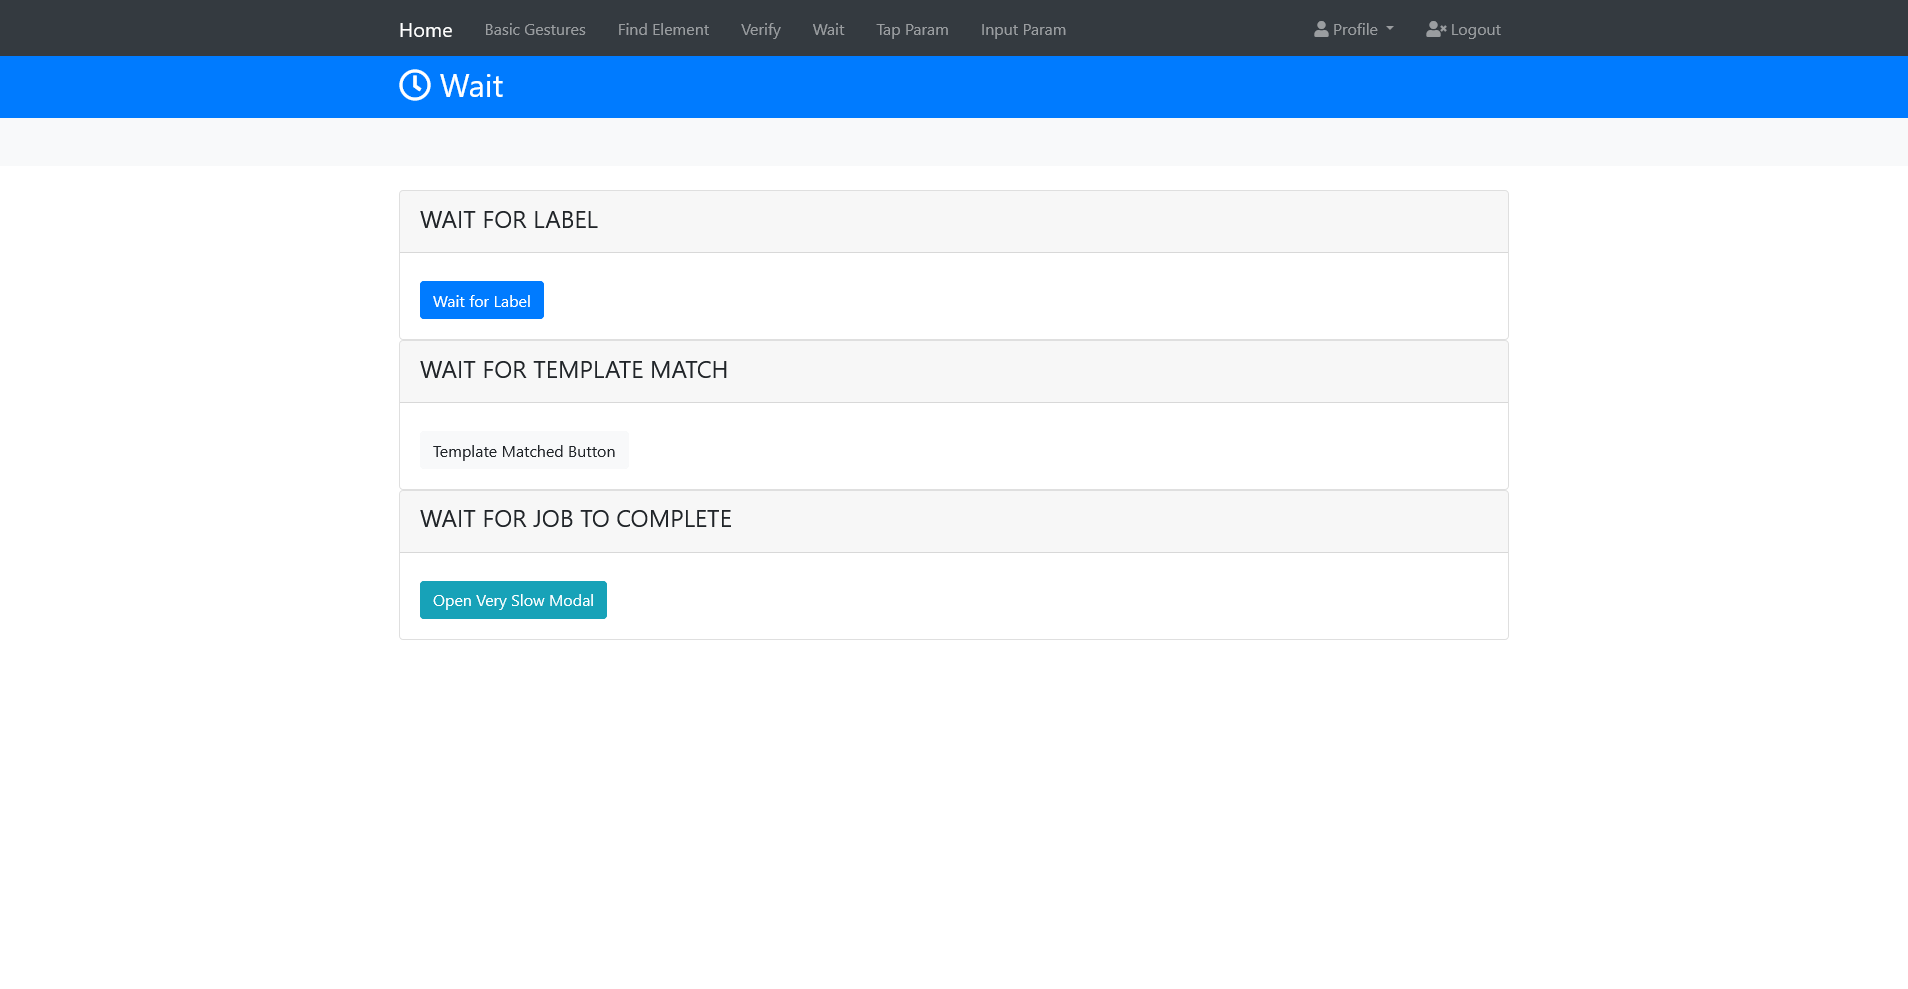 Home Basic Gestures Find Element Verify Wait Tap Param Input Param Profile Logout
Wait
WAIT FOR LABEL
Wait for Label
WAIT FOR TEMPLATE MATCH
Template Matched Button
WAIT FOR JOB TO COMPLETE
Open Very Slow Modal